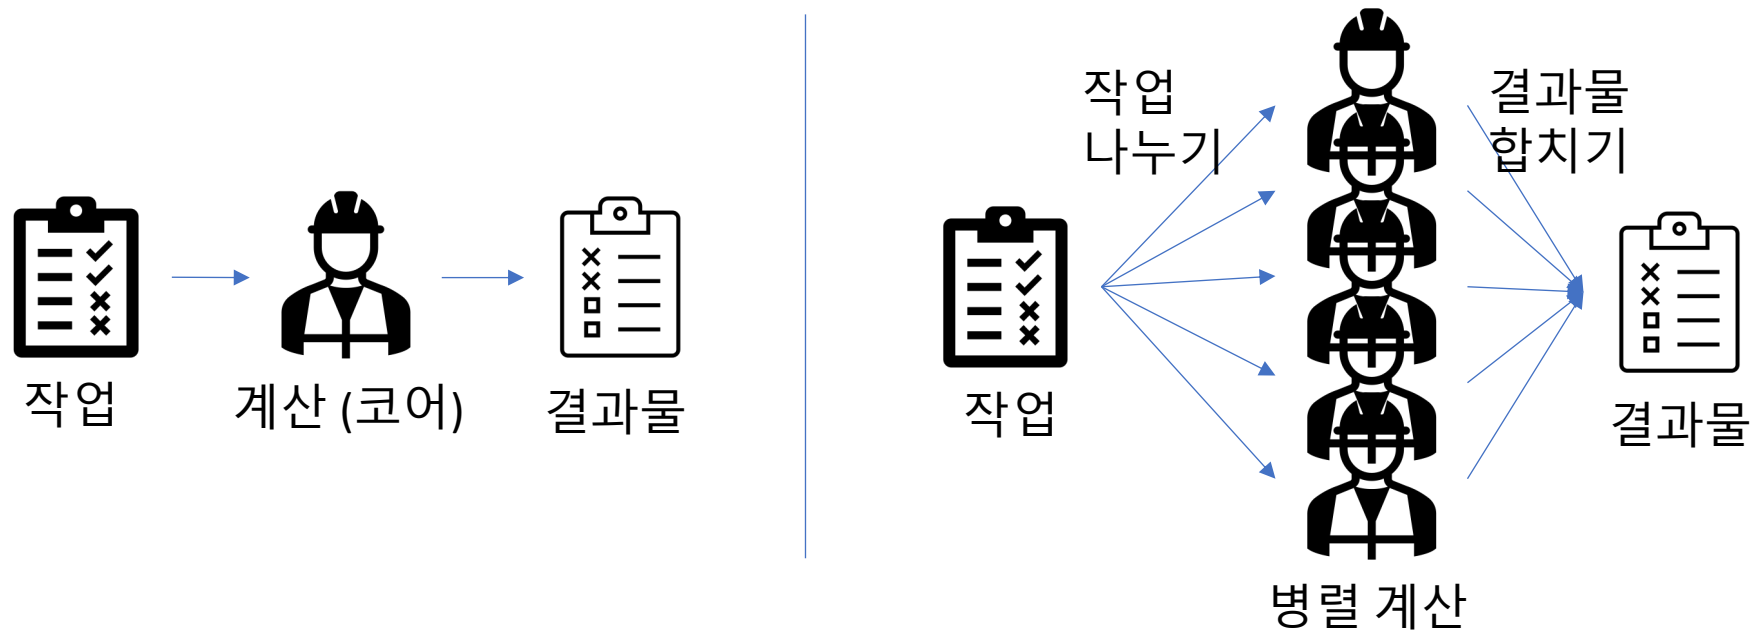 작업
계산 (코어)
결과물
작업
나누기
결과물
합치기
작업
병렬 계산
결과물